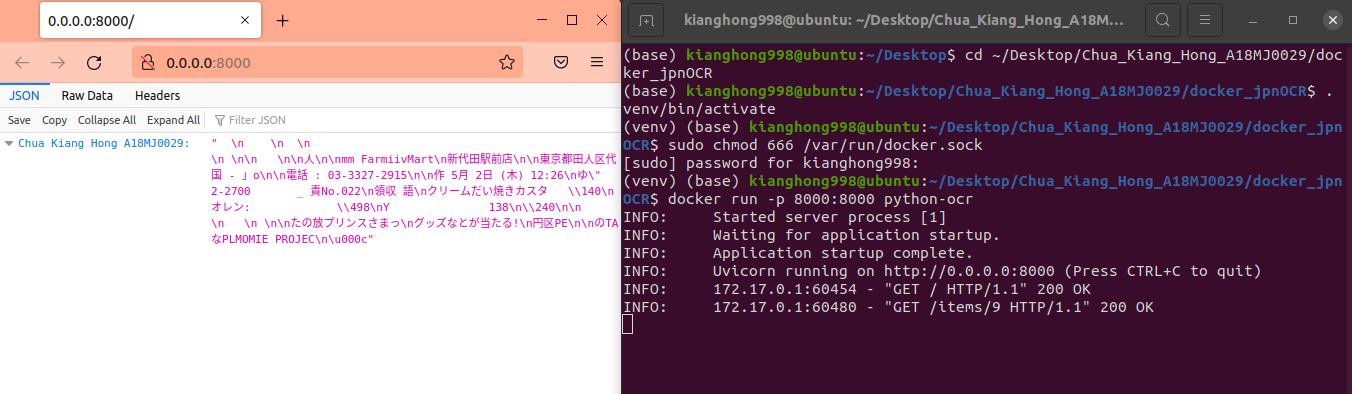 0.0.0.0:8000/
0.0.0.0:8000
JSON Raw Data Headers
Save Copy Collapse All Expand All Filter JSON
Chua Kiang Hong A18MJ0029: " \n \n \n
\n \n\n \n\n人\n\nmm FarmiivMart\n新代田駅前店\n\n東京都田人区代
国 - 」o\n\n電話 : 03-3327-2915\n\n作 5月 2日 (木) 12:26\nゆ\"
2-2700 _ 責No.022\n領収 語\nクリームだい焼きカスタ \\140\n
オレン: \\498\nY 138\n\\240\n\n
\n \n \n\nたの放プリンスさまっ\nグッズなとが当たる!\n円区PE\n\nのTA
なPLMOMIE PROJEC\n\u000c"
kianghong998@ubuntu: ~/Desktop/Chua_Kiang_Hong_A18M...
(base) kianghong998@ubuntu:~/Desktop$ cd ~/Desktop/Chua_Kiang_Hong_A18MJ0029/doc
ker_jpnOCR
(base) kianghong998@ubuntu:~/Desktop/Chua_Kiang_Hong_A18MJ0029/docker_jpnOCR$ .
venv/bin/activate
(venv) (base) kianghong998@ubuntu:~/Desktop/Chua_Kiang_Hong_A18MJ0029/docker_jpn
OCR$ sudo chmod 666 /var/run/docker.sock
[sudo] password for kianghong998:
(venv) (base) kianghong998@ubuntu:~/Desktop/Chua_Kiang_Hong_A18MJ0029/docker_jpn
OCR$ docker run -p 8000:8000 python-ocr
INFO: Started server process [1]
INFO: Waiting for application startup.
INFO: Application startup complete.
INFO: Uvicorn running on http://0.0.0.0:8000 (Press CTRL+C to quit)
INFO: 172.17.0.1:60454 - "GET / HTTP/1.1" 200 OK
INFO: 172.17.0.1:60480 - "GET /items/9 HTTP/1.1" 200 OK